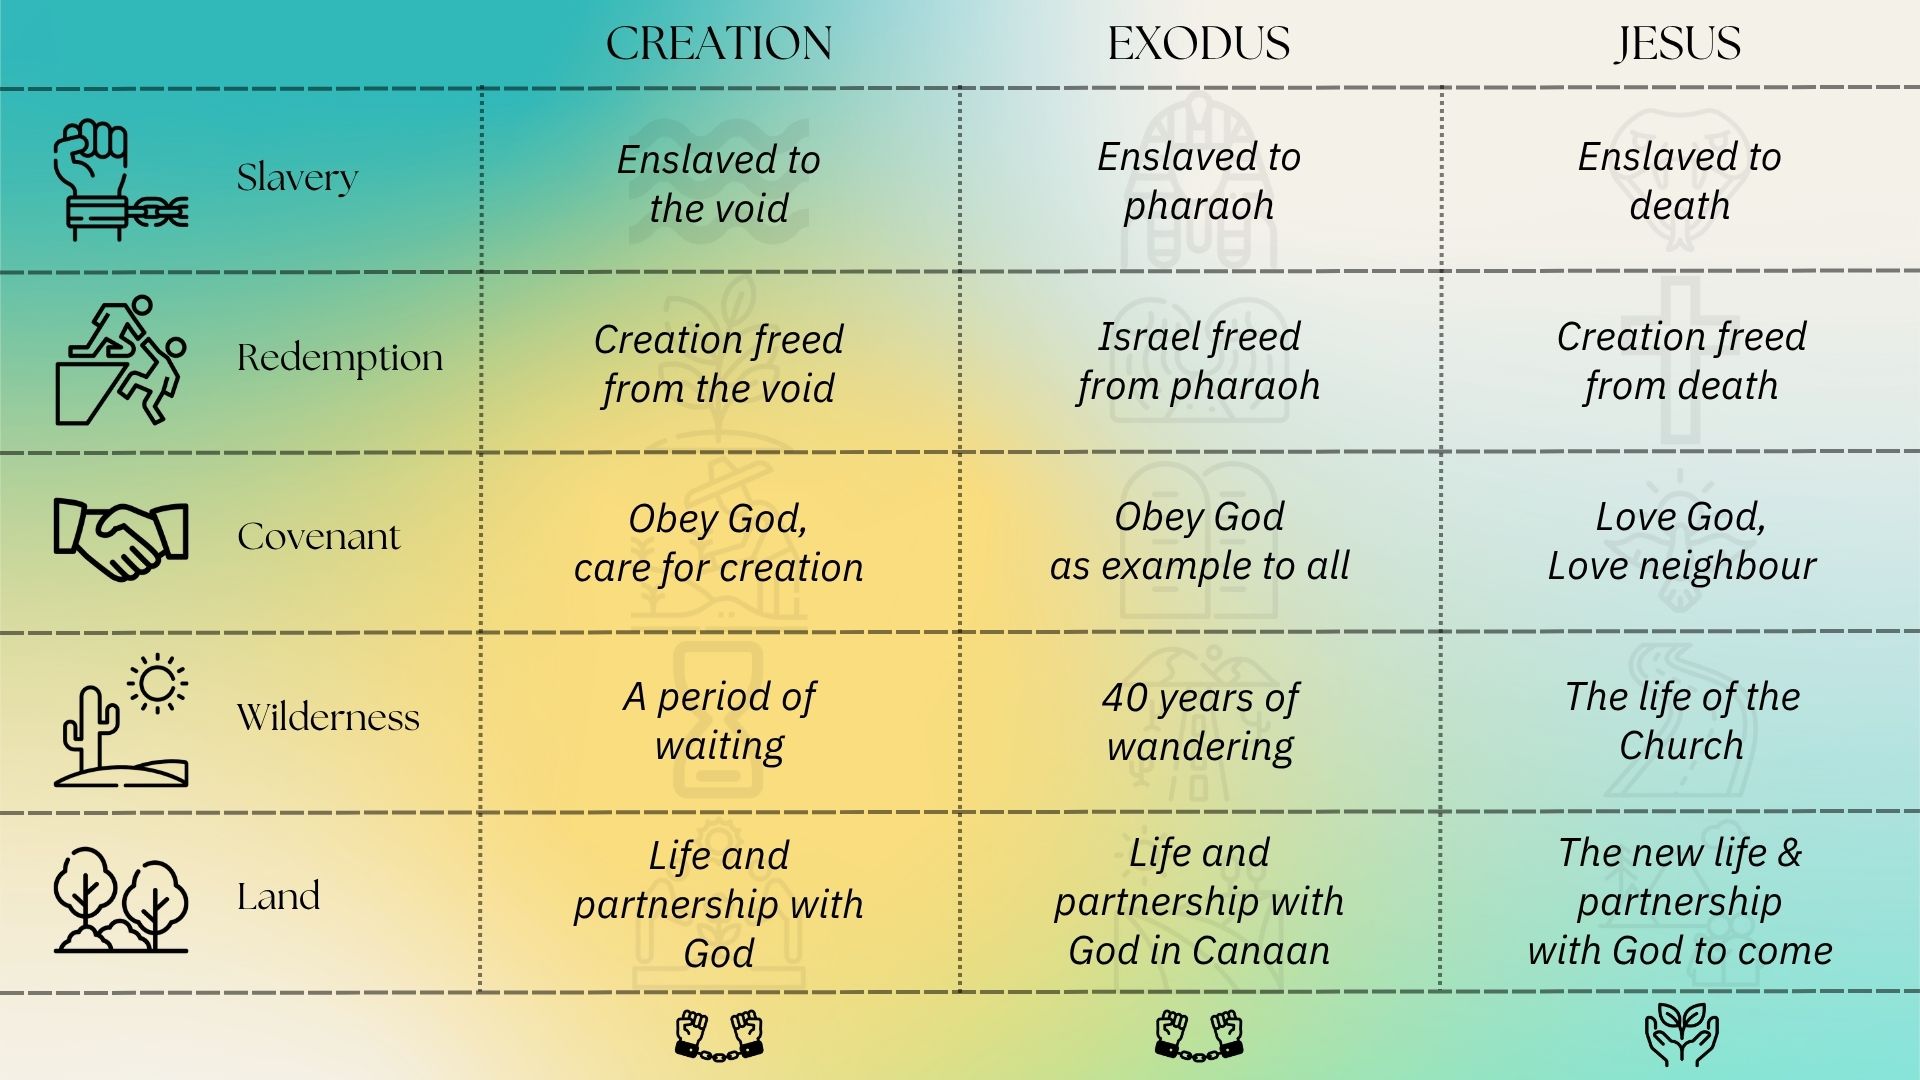 CREATION
EXODUS
JESUS
Slavery
Enslaved to
the void
Enslaved to
pharaoh
Enslaved to
death
Redemption
Creation freed
from the void
Israel freed
from pharaoh
Creation freed
from death
Covenant
Obey God,
care for creation
Obey God
as example to all
Love God,
Love neighbour
Wilderness
A period of
waiting
40 years of
wandering
The life of the
Church
Land
Life and
partnership with
God
Life and
partnership with
God in Canaan
The new life &
partnership
with God to come